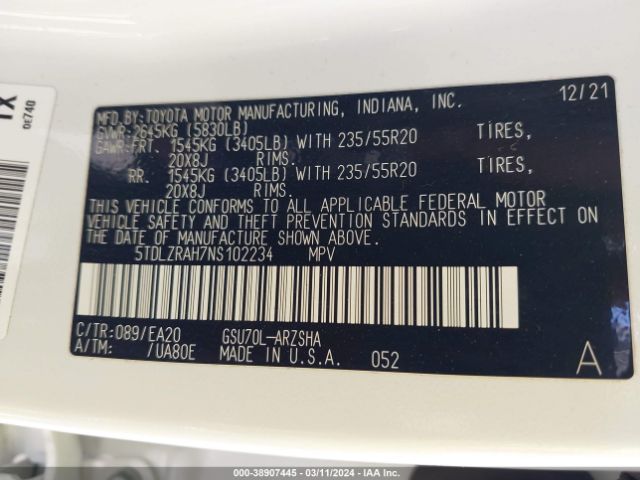 MFD.BY:TOYOTA MOTOR MANUFACTURING, INDIANA, INC. 12/21
GVWR:2645KG (5830LB)
GAWR:FRT. 1545KG (3405LB) WITH 235/55R20 TIRES,
20X8J RIMS.
RR. 1545KG (3405LB) WITH 235/55R20 TIRES,
20X8J RIMS.
THIS VEHICLE CONFORMS TO ALL APPLICABLE FEDERAL MOTOR
VEHICLE SAFETY AND THEFT PREVENTION STANDARDS IN EFFECT ON
THE DATE OF MANUFACTURE SHOWN ABOVE.
5TDLZRAH7NS102234 MPV
C/TR:089/EA20 GSU70L-ARZSHA
A/TM: /UA80E MADE IN U.S.A. 052 A
0E740
000-38907445 - 03/11/2024 - IAA Inc.